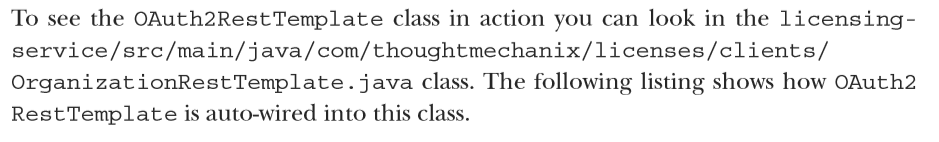 To see the OAuth2RestTemplate class in action you can look in the licensing-
service/src/main/java/com/thoughtmechanix/licenses/clients/
OrganizationRestTemplate.java class. The following listing shows how OAuth2
RestTemplate is auto-wired into this class.